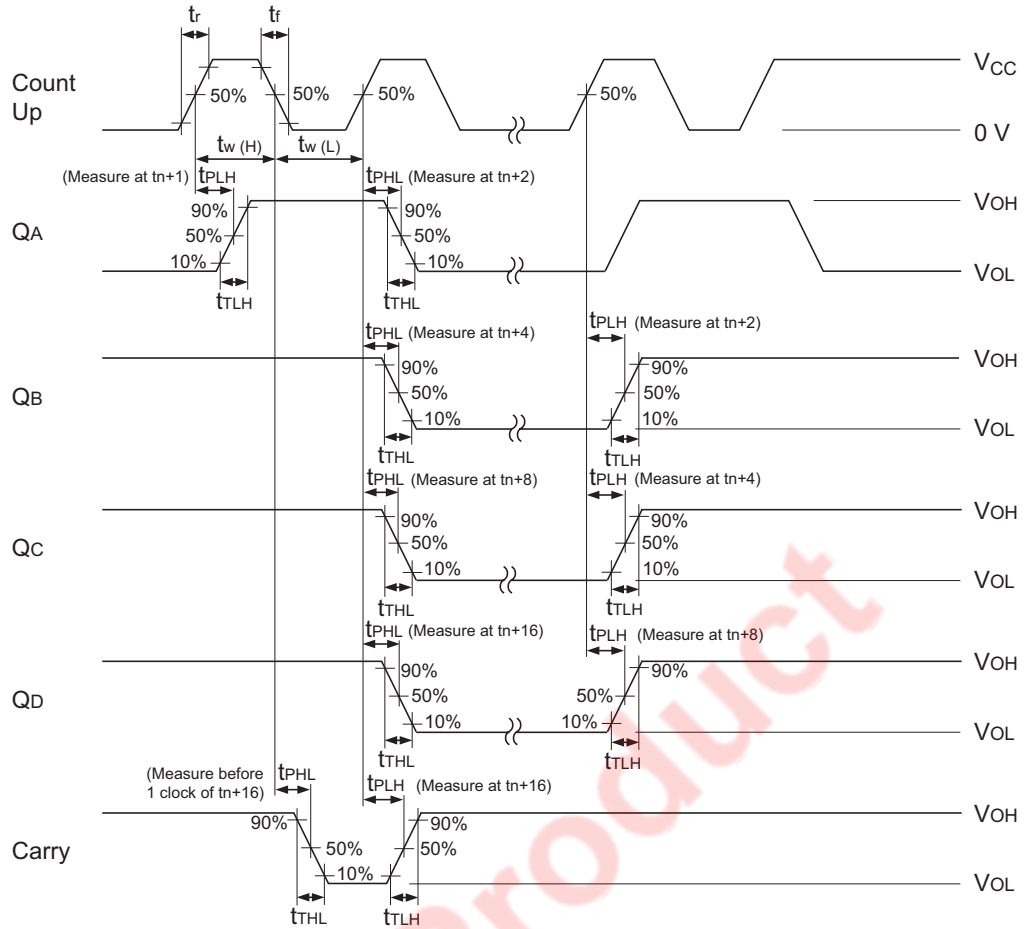 tr tf
Count Up
50% 50% 50% 50%
VCC
0 V
tw (H) tw (L)
(Measure at tn+1) tPLH tPHL (Measure at tn+2)
QA
90% 90%
50% 50%
10% 10%
tTLH tTHL
VOH
VOL
tPHL (Measure at tn+4) tPLH (Measure at tn+2)
QB
90% 90%
50% 50%
10% 10%
tTHL tTLH
VOH
VOL
tPHL (Measure at tn+8) tPLH (Measure at tn+4)
QC
90% 90%
50% 50%
10% 10%
tTHL tTLH
VOH
VOL
tPHL (Measure at tn+16) tPLH (Measure at tn+8)
QD
90% 90%
50% 50%
10% 10%
tTHL tTLH
VOH
VOL
(Measure before
1 clock of tn+16) tPHL tPLH (Measure at tn+16)
Carry
90% 90%
50% 50%
10%
tTHL tTLH
VOH
VOL
product